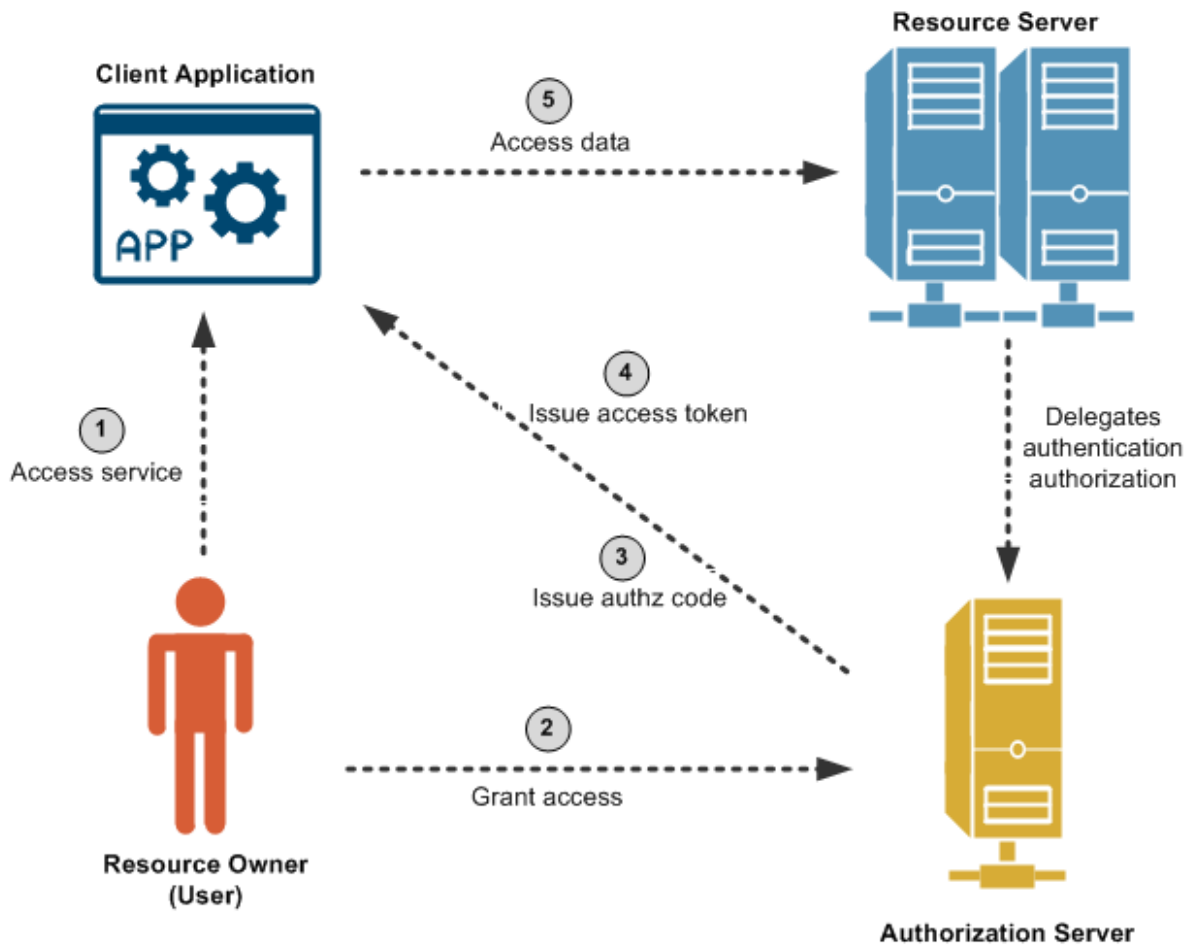 Resource Server
Client Application
5
Access data
APP
4
Issue access token
1
Access service
Delegates
authentication
authorization
3
Issue authz code
2
Grant access
Resource Owner
(User)
Authorization Server